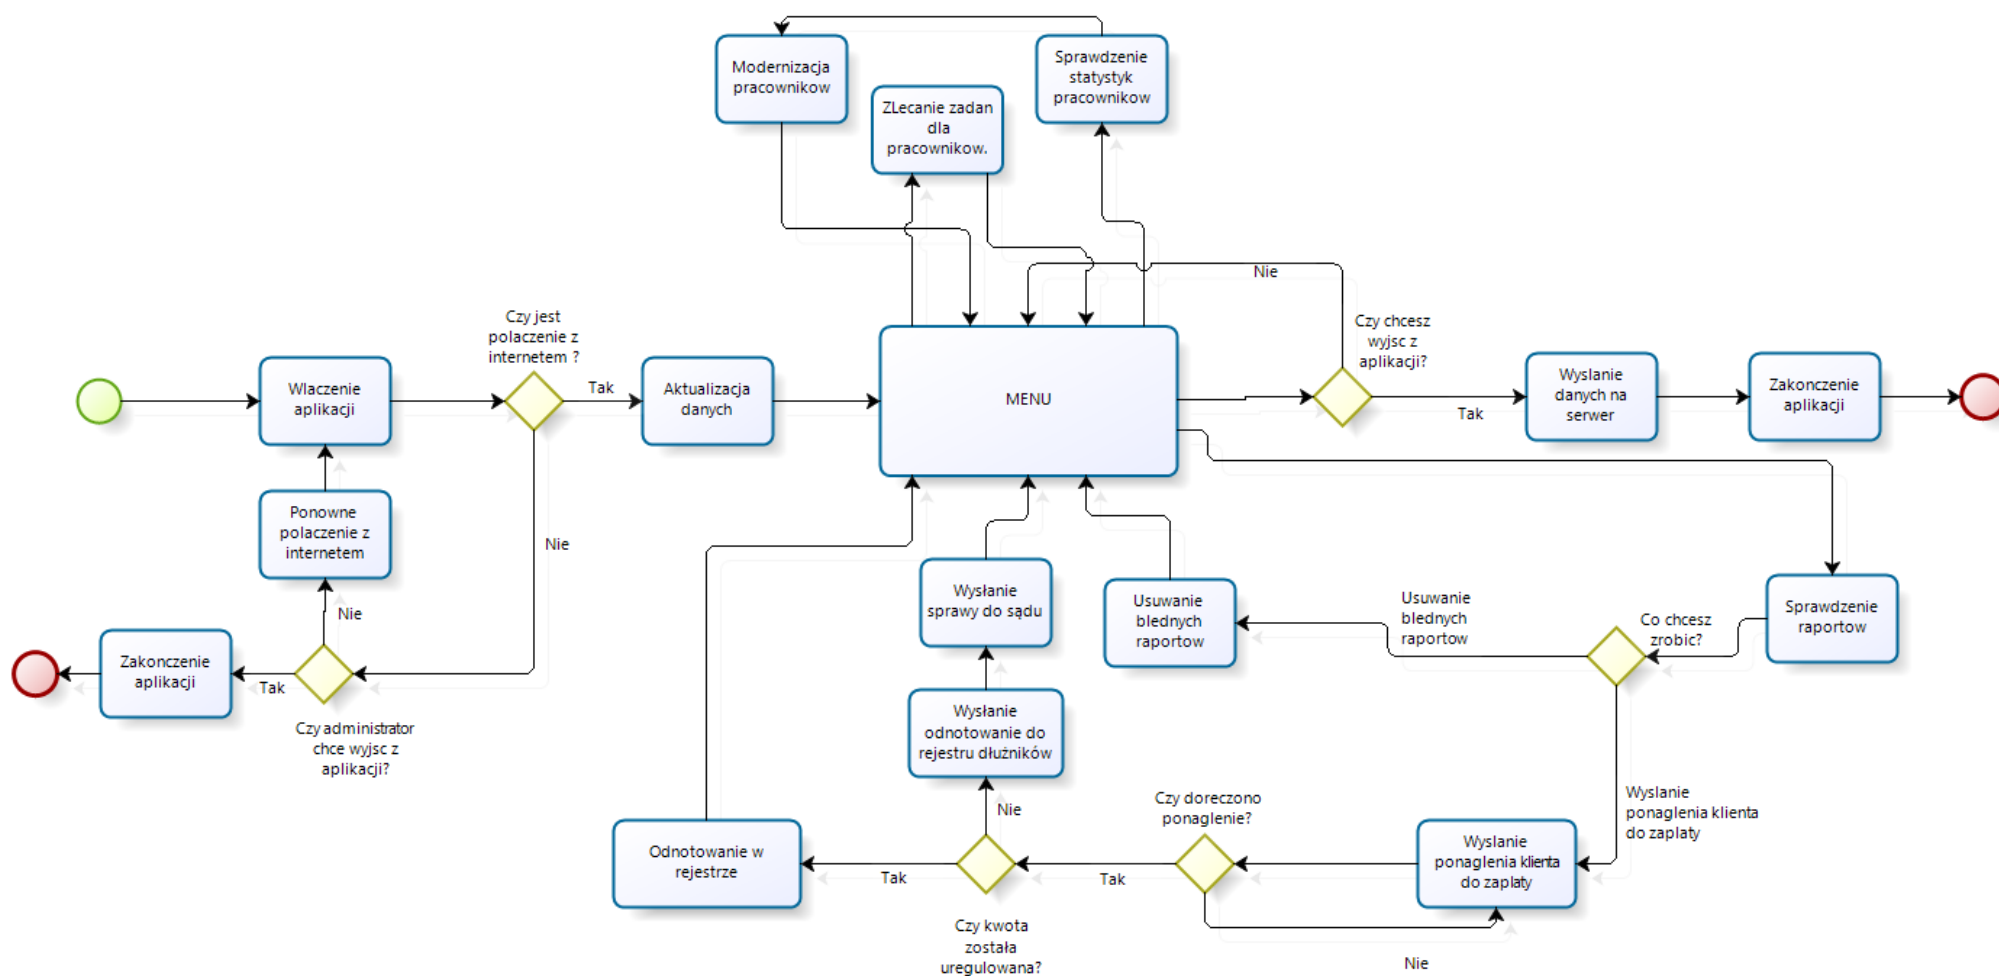 Modernizacja
pracownikow
Sprawdzenie
statystyk
pracownikow
ZLecanie zadan
dla
pracownikow.
Nie
Czy jest
polaczenie z
internetem ?
Czy chcesz
wyjsc z
aplikacji?
Wlaczenie
aplikacji
Tak
Aktualizacja
danych
MENU
Tak
Wyslanie
danych na
serwer
Zakonczenie
aplikacji
Ponowne
polaczenie z
internetem
Nie
Nie
Zakonczenie
aplikacji
Tak
Czy administrator
chce wyjsc z
aplikacji?
Wysłanie
sprawy do sądu
Usuwanie
blednych
raportow
Usuwanie
blednych
raportow
Co chcesz
zrobic?
Sprawdzenie
raportow
Wysłanie
odnotowanie do
rejestru dłużników
Nie
Czy doreczono
ponaglenie?
Wyslanie
ponaglenia klienta
do zaplaty
Odnotowanie w
rejestrze
Tak
Tak
Wyslanie
ponaglenia klienta
do zaplaty
Czy kwota
została
uregulowana?
Nie